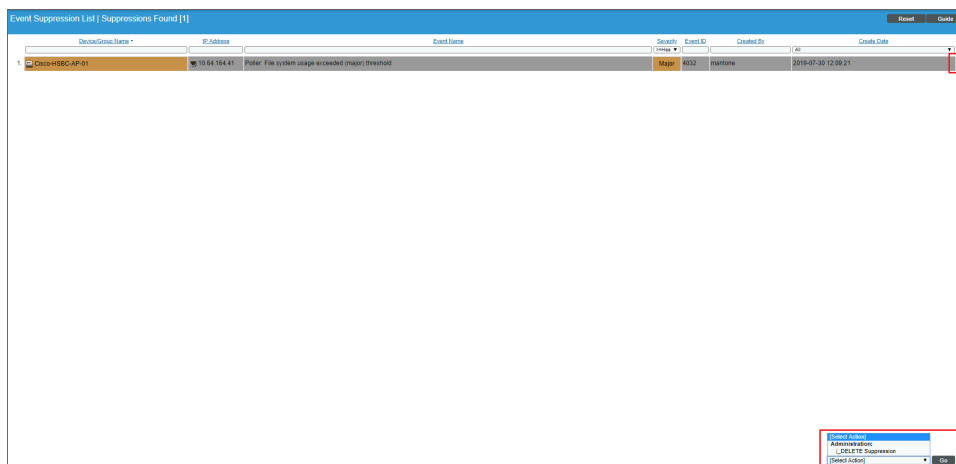 Event Suppression List | Suppressions Found [1]
Reset Guide
Device/Group Name IP Address Event Name Severity Event ID Created By Create Date
All
1. Cisco-HSBC-AP-01 10.64.164.41 Poller: File system usage exceeded (major) threshold Major 4032 mantone 2019-07-30 12:09:21
[Select Action]
Administration:
DELETE Suppression
[Select Action] Go